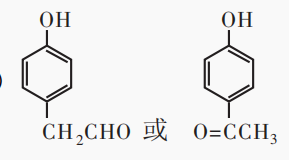 OH OH
) CH₂CHO 或 O=CCH₃